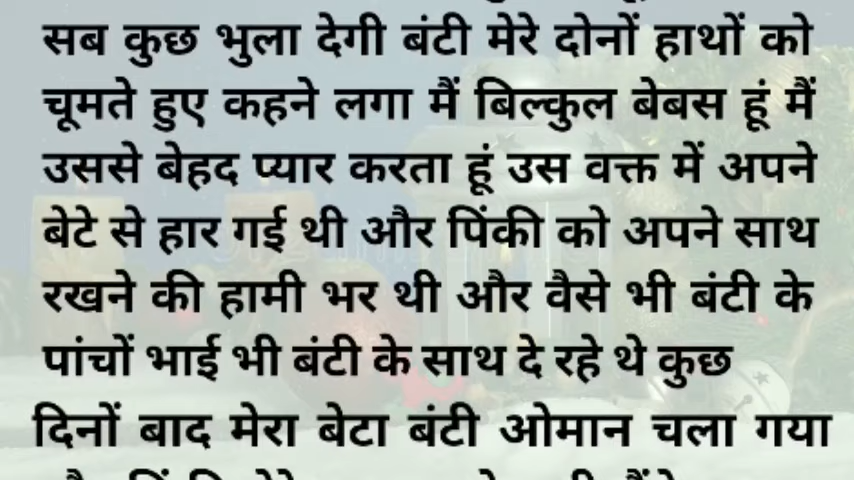 सब कुछ भुला देगी बंटी मेरे दोनों हाथों को
चूमते हुए कहने लगा मैं बिल्कुल बेबस हूं मैं
उससे बेहद प्यार करता हूं उस वक्त में अपने
बेटे से हार गई थी और पिंकी को अपने साथ
रखने की हामी भर थी और वैसे भी बंटी के
पांचों भाई भी बंटी के साथ दे रहे थे कुछ
दिनों बाद मेरा बेटा बंटी ओमान चला गया